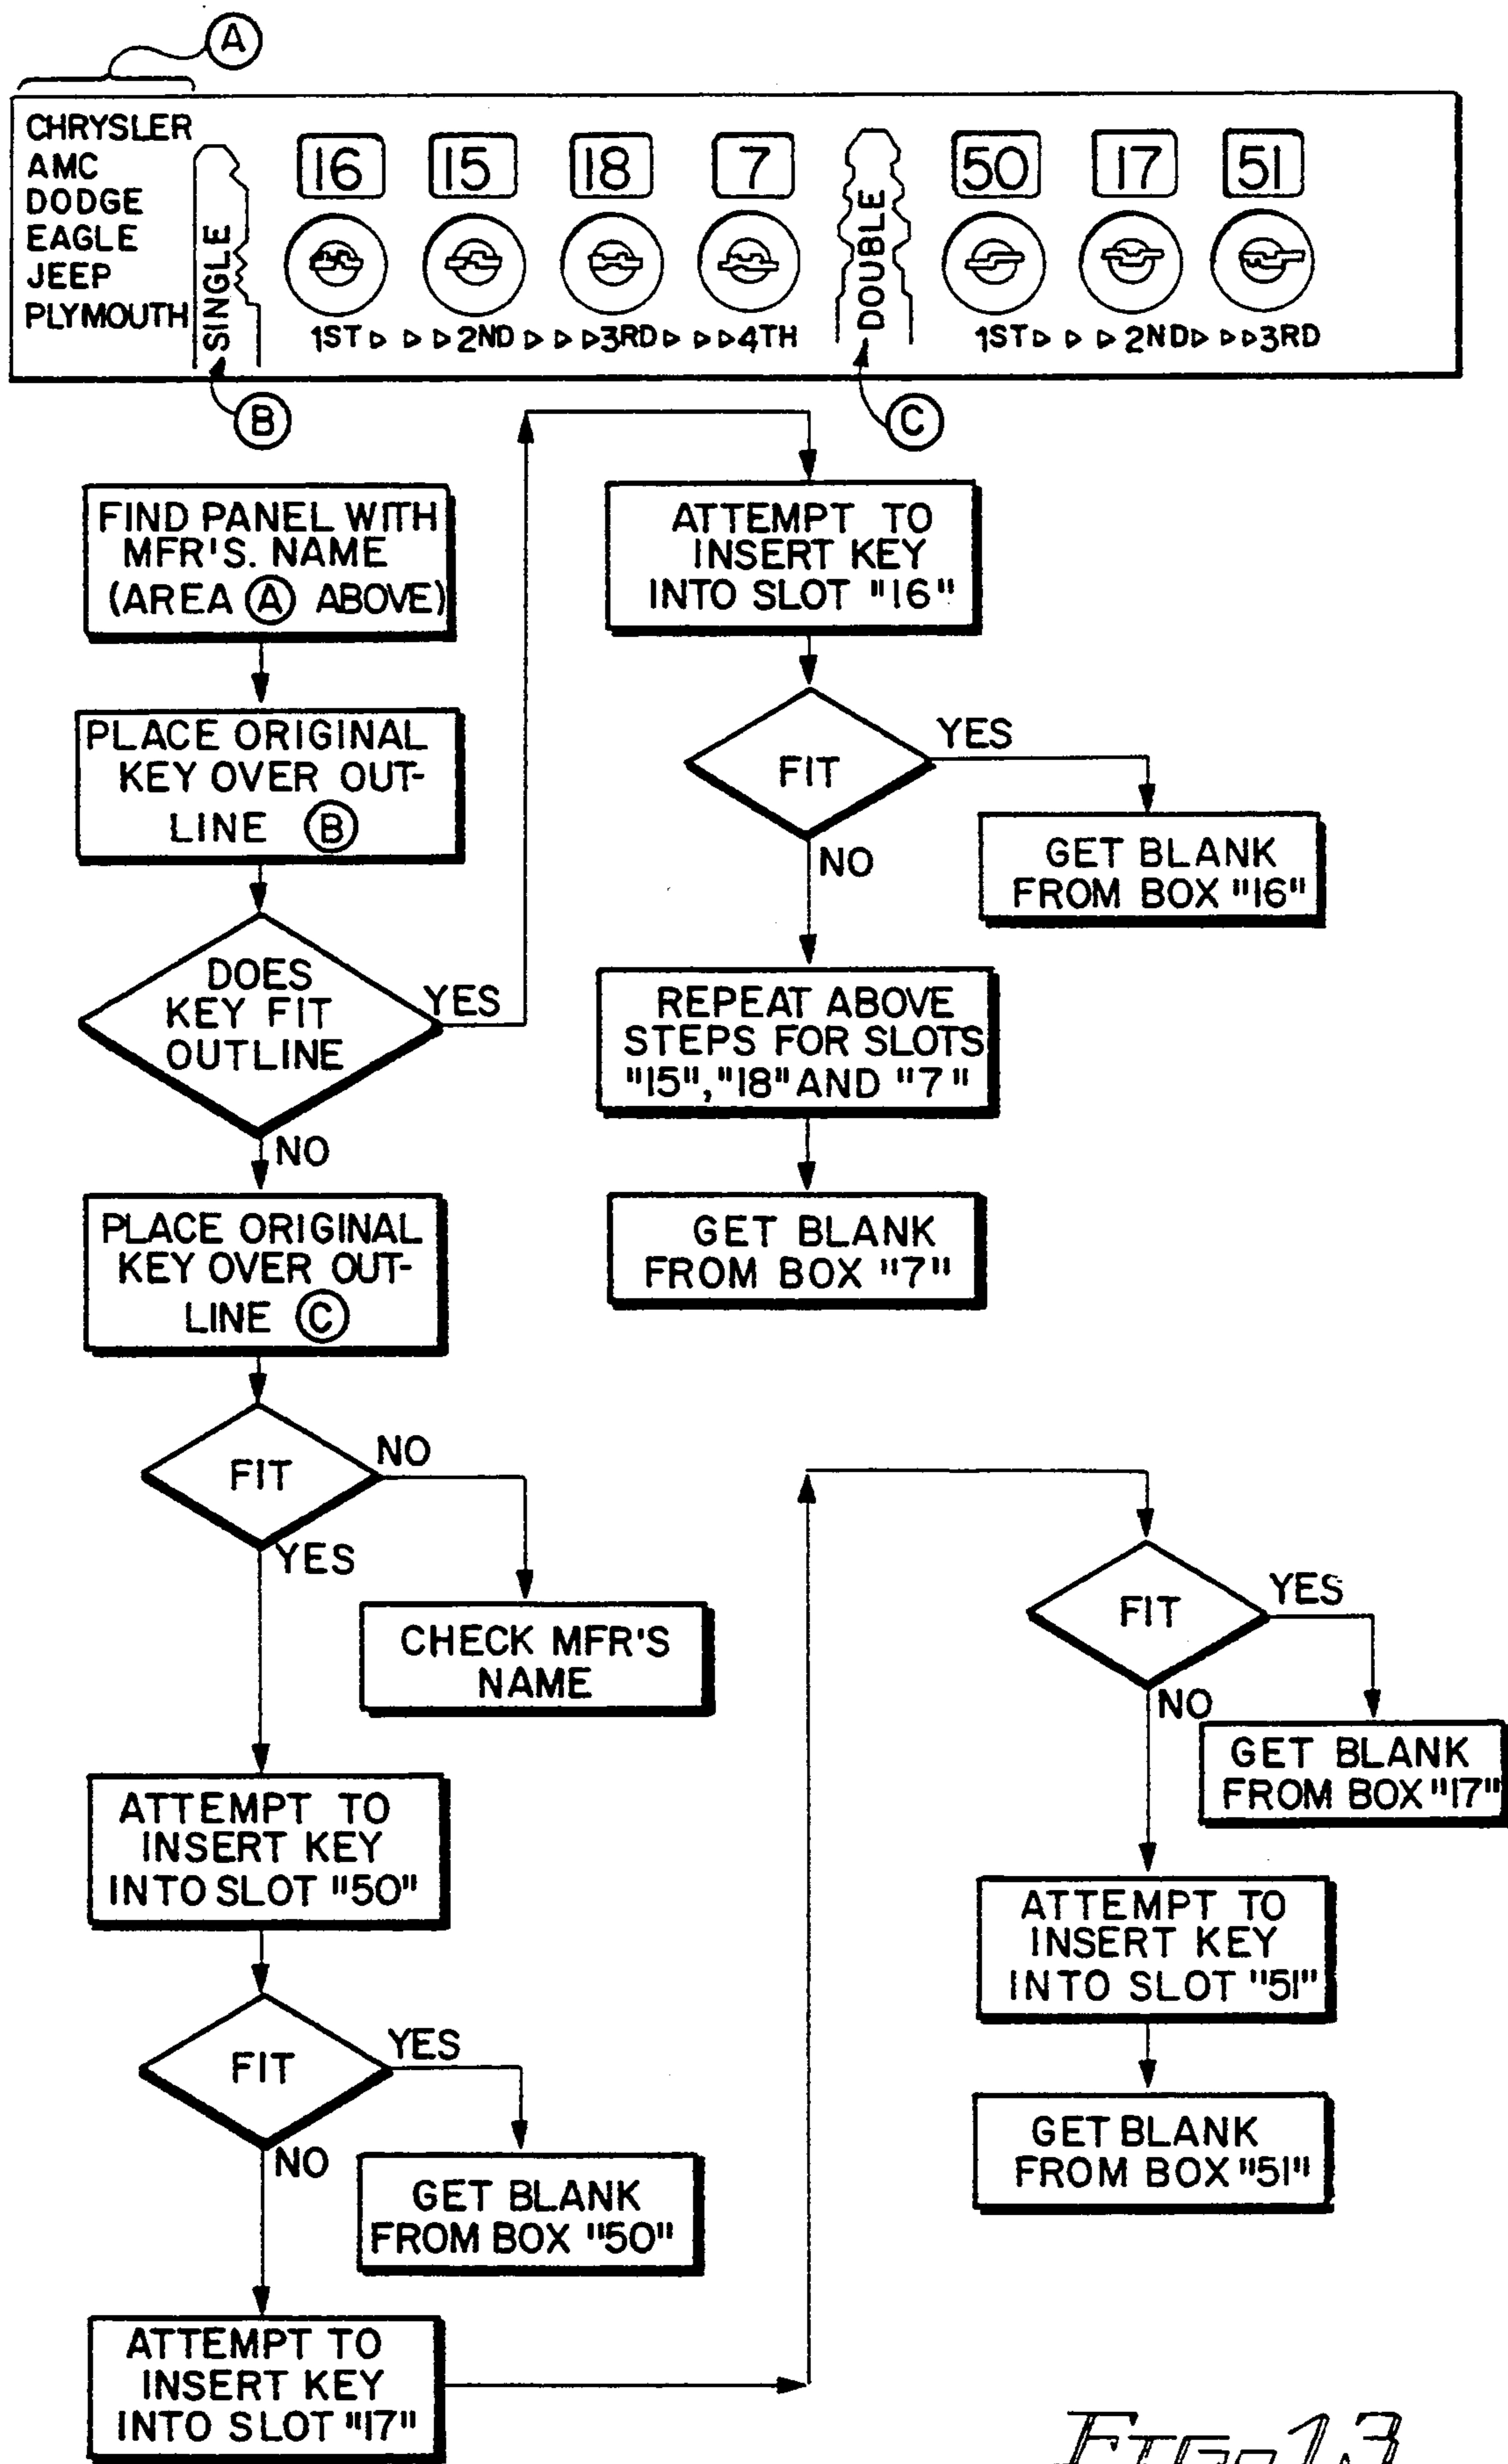 A
CHRYSLER
AMC
DODGE
EAGLE
JEEP
PLYMOUTH
SINGLE
16 15 18 7
1ST ▷ ▷ ▷ 2ND ▷ ▷ ▷ 3RD ▷ ▷ ▷ 4TH
DOUBLE
50 17 51
1ST ▷ ▷ ▷ 2ND ▷ ▷ ▷ 3RD
B
C
FIND PANEL WITH
MFR'S. NAME
(AREA A ABOVE)
PLACE ORIGINAL
KEY OVER OUT-
LINE B
DOES
KEY FIT
OUTLINE
YES
NO
ATTEMPT TO
INSERT KEY
INTO SLOT "16"
FIT
YES
GET BLANK
FROM BOX "16"
NO
REPEAT ABOVE
STEPS FOR SLOTS
"15", "18" AND "7"
GET BLANK
FROM BOX "7"
PLACE ORIGINAL
KEY OVER OUT-
LINE C
FIT
NO
CHECK MFR'S
NAME
YES
ATTEMPT TO
INSERT KEY
INTO SLOT "50"
FIT
YES
GET BLANK
FROM BOX "50"
NO
ATTEMPT TO
INSERT KEY
INTO SLOT "17"
FIT
YES
GET BLANK
FROM BOX "17"
NO
ATTEMPT TO
INSERT KEY
INTO SLOT "51"
GET BLANK
FROM BOX "51"
FIG. 13